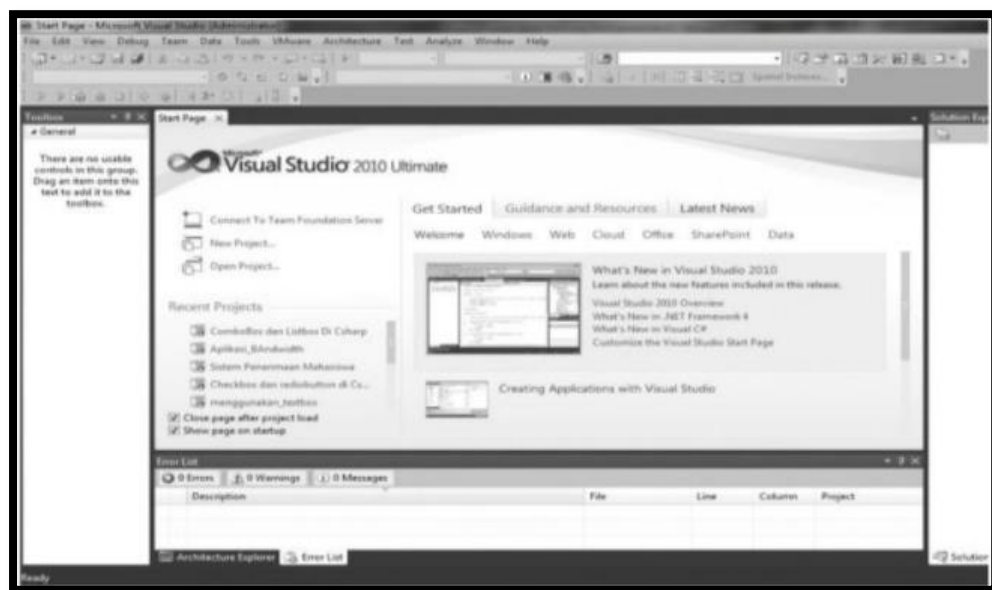 Start Page - Microsoft Visual Studio (Administrator)
File Edit View Debug Team Data Tools VMware Architecture Test Analyze Window Help
Toolbox
General
There are no usable
controls in this group.
Drag an item onto this
text to add it to the
toolbox.
Start Page
Microsoft
Visual Studio 2010 Ultimate
Connect To Team Foundation Server
New Project...
Open Project...
Recent Projects
ComboBox dan Listbox Di Csharp
Aplikasi_BAndwidth
Sistem Penerimaan Mahasiswa
Checkbox dan radiobutton di Cs...
menggunakan_textbox
Close page after project load
Show page on startup
Get Started Guidance and Resources Latest News
Welcome Windows Web Cloud Office SharePoint Data
What's New in Visual Studio 2010
Learn about the new features included in this release.
Visual Studio 2010 Overview
What's New in .NET Framework 4
What's New in Visual C#
Customize the Visual Studio Start Page
Creating Applications with Visual Studio
Solution Exp
Error List
0 Errors 0 Warnings 0 Messages
Description File Line Column Project
Architecture Explorer Error List
Solution
Ready